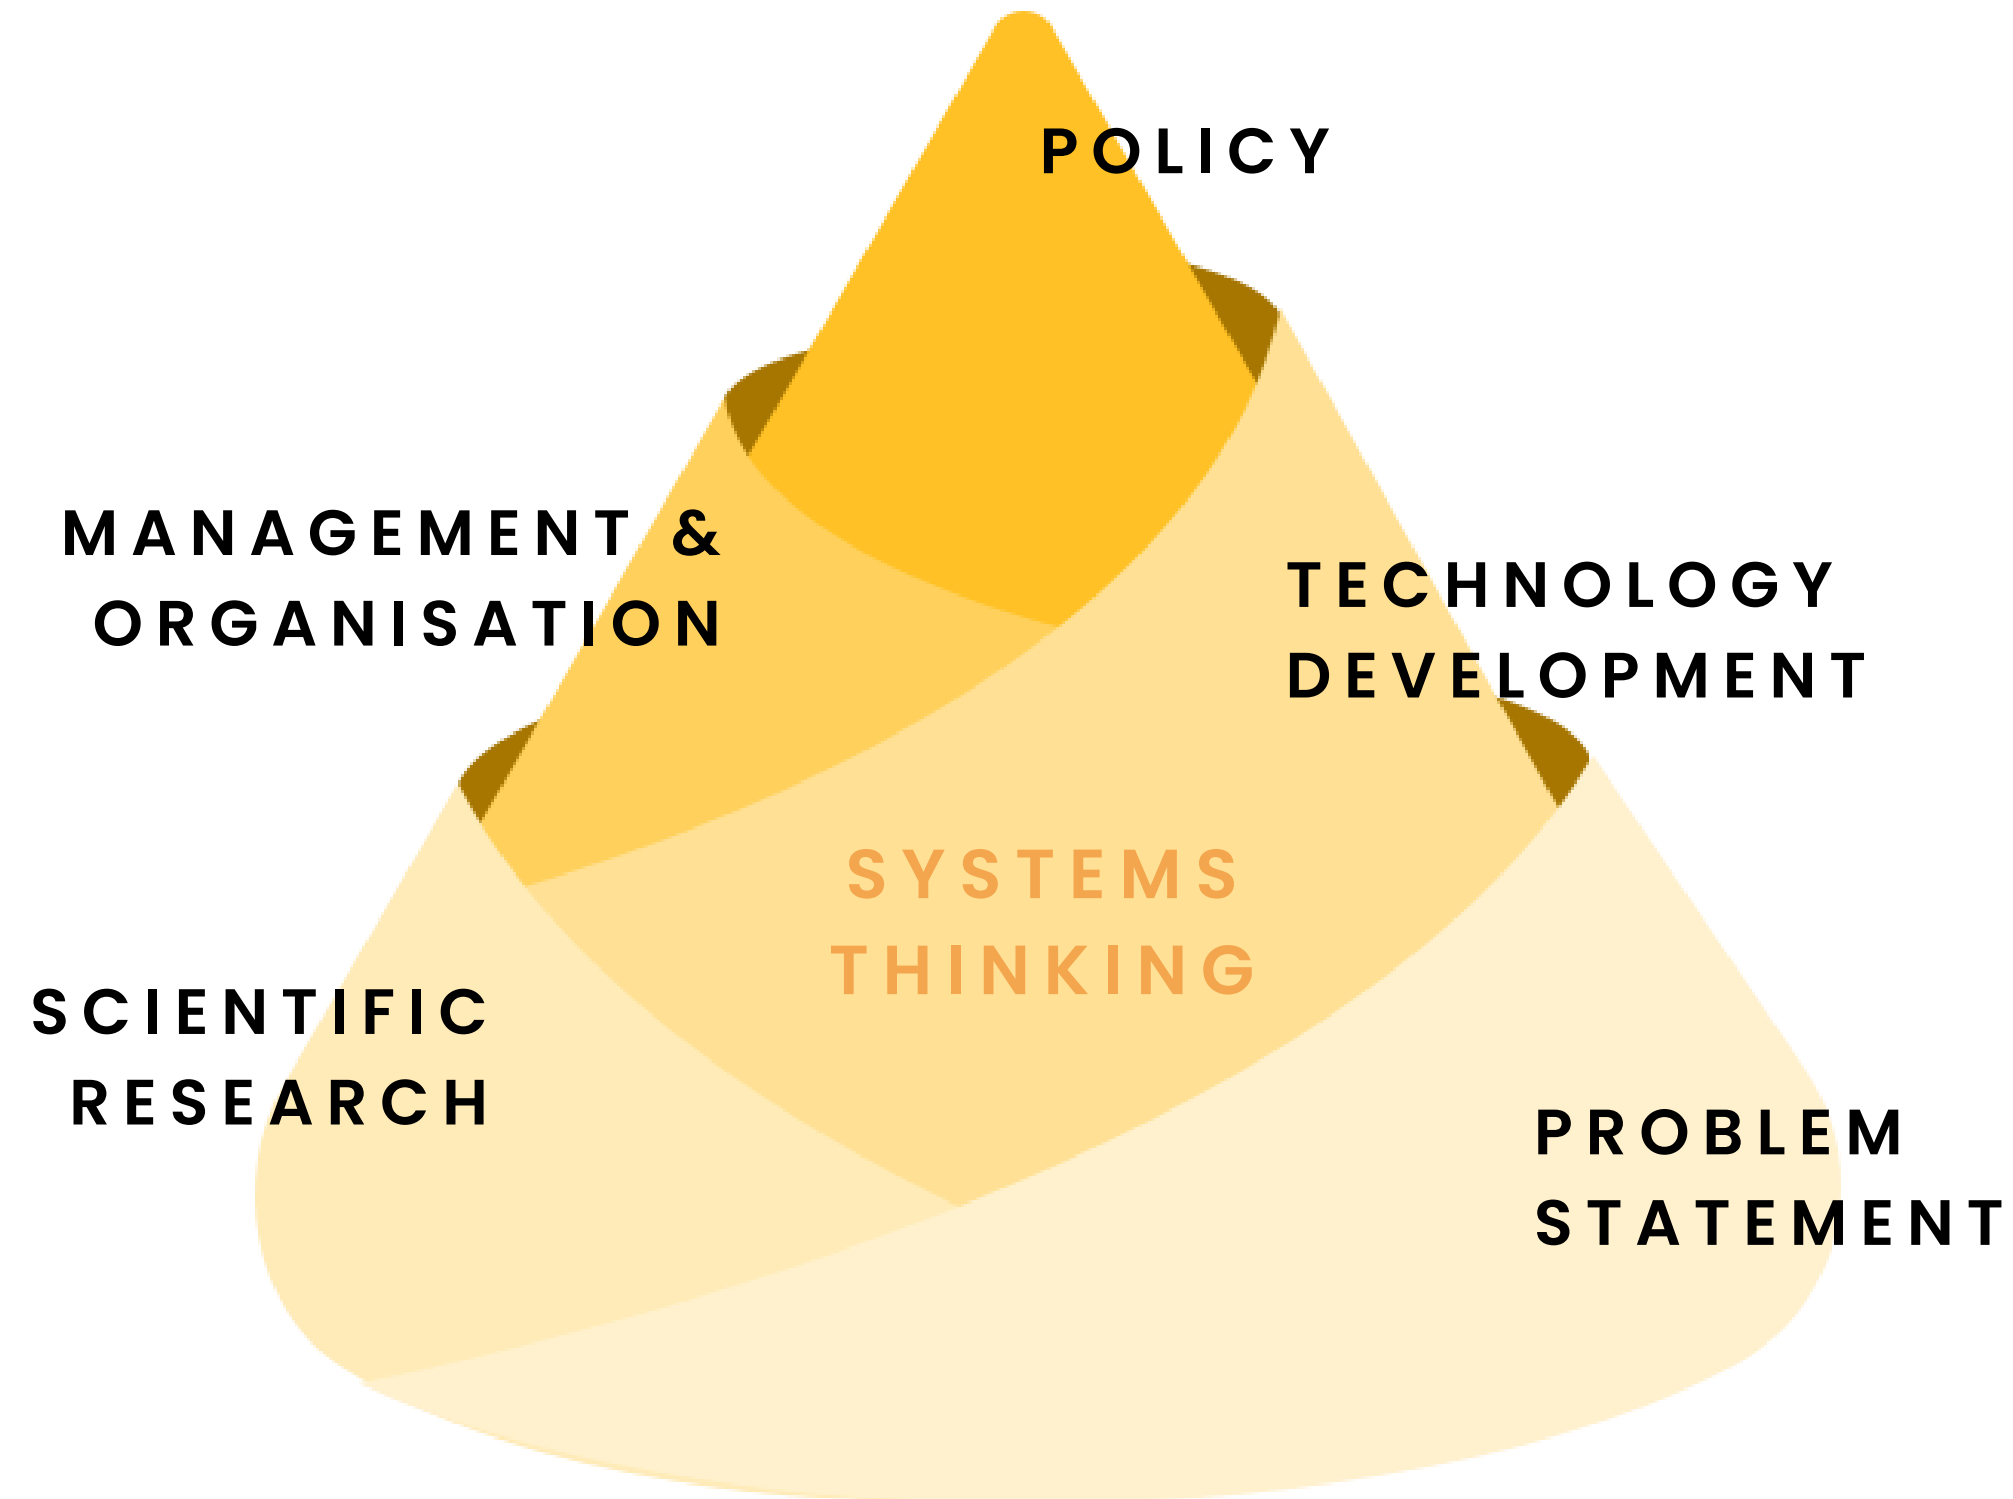 POLICY
MANAGEMENT &
ORGANISATION
TECHNOLOGY
DEVELOPMENT
SYSTEMS
THINKING
SCIENTIFIC
RESEARCH
PROBLEM
STATEMENT